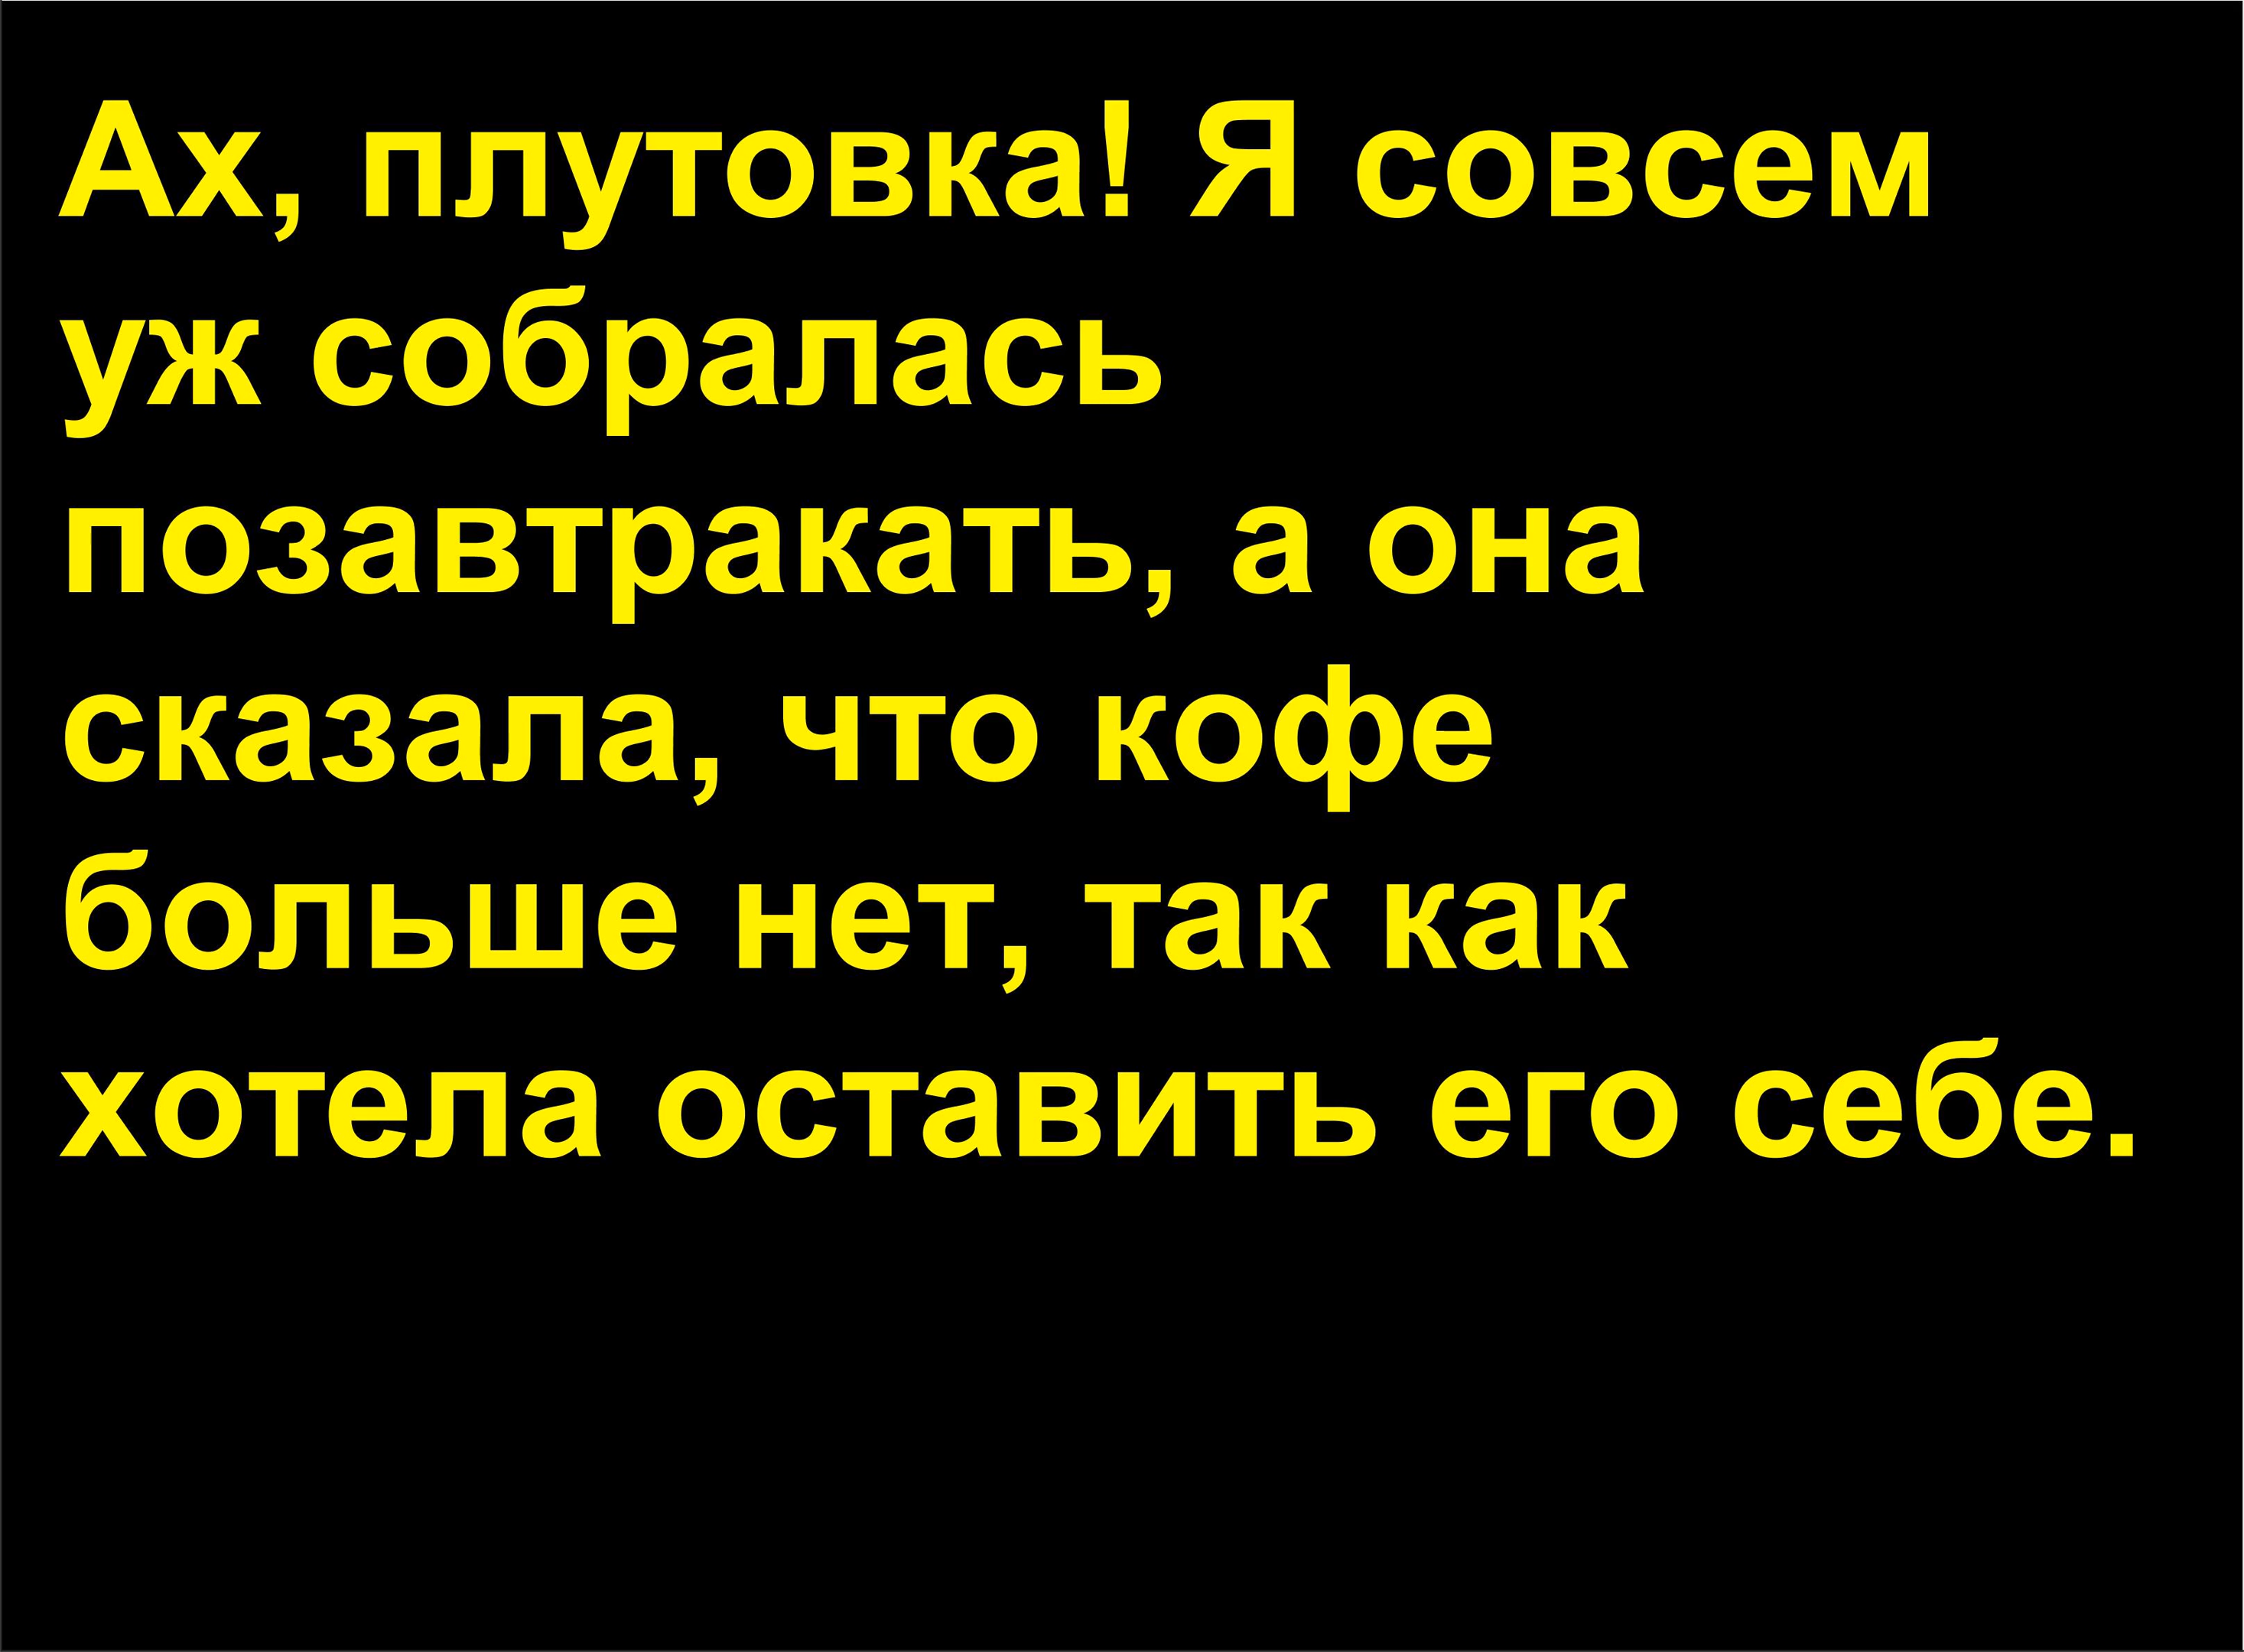 Ах, плутовка! Я совсем
уж собралась
позавтракать, а она
сказала, что кофе
больше нет, так как
хотела оставить его себе.